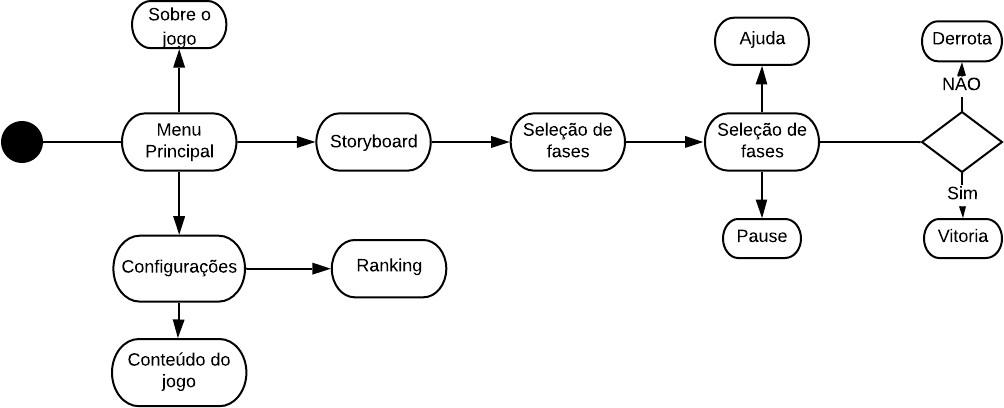 Sobre o
jogo
Ajuda
Derrota
NÃO
Menu
Principal
Storyboard
Seleção de
fases
Seleção de
fases
Sim
Pause
Vitoria
Configurações
Ranking
Conteúdo do
jogo